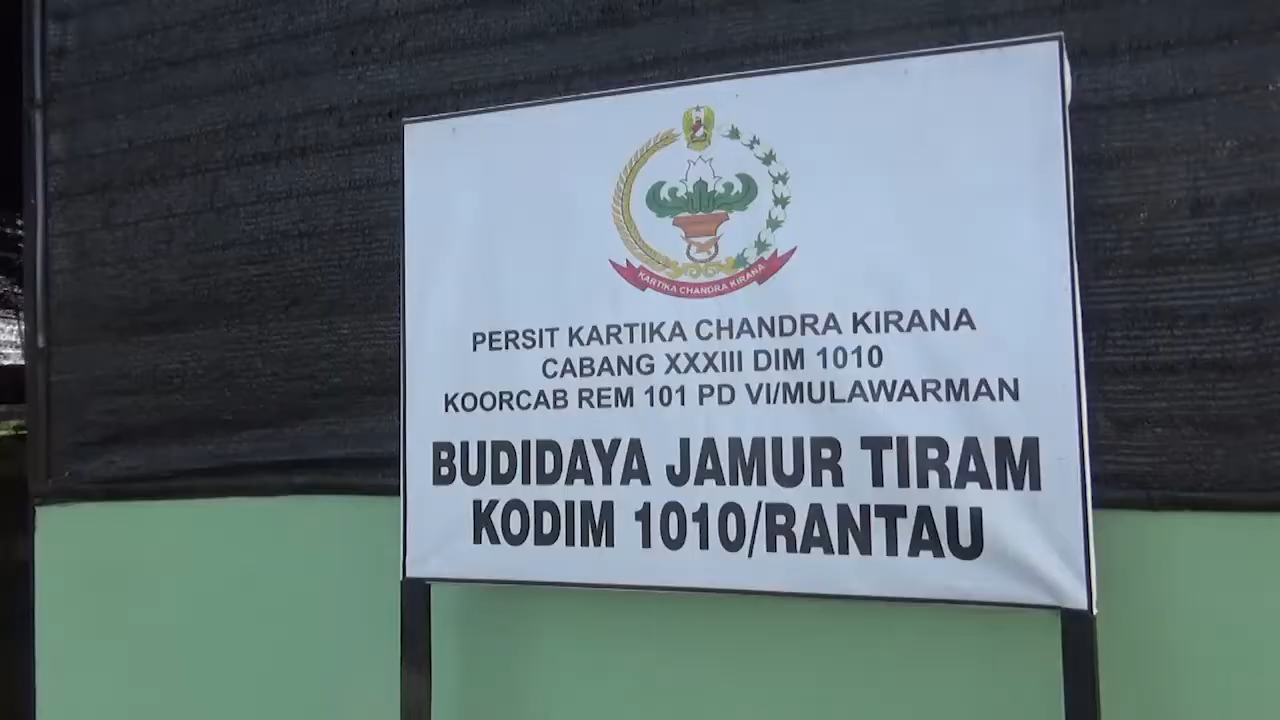 KARTIKA CHANDRA KIRANA
PERSIT KARTIKA CHANDRA KIRANA
CABANG XXXIII DIM 1010
KOORCAB REM 101 PD VI/MULAWARMAN
BUDIDAYA JAMUR TIRAM
KODIM 1010/RANTAU